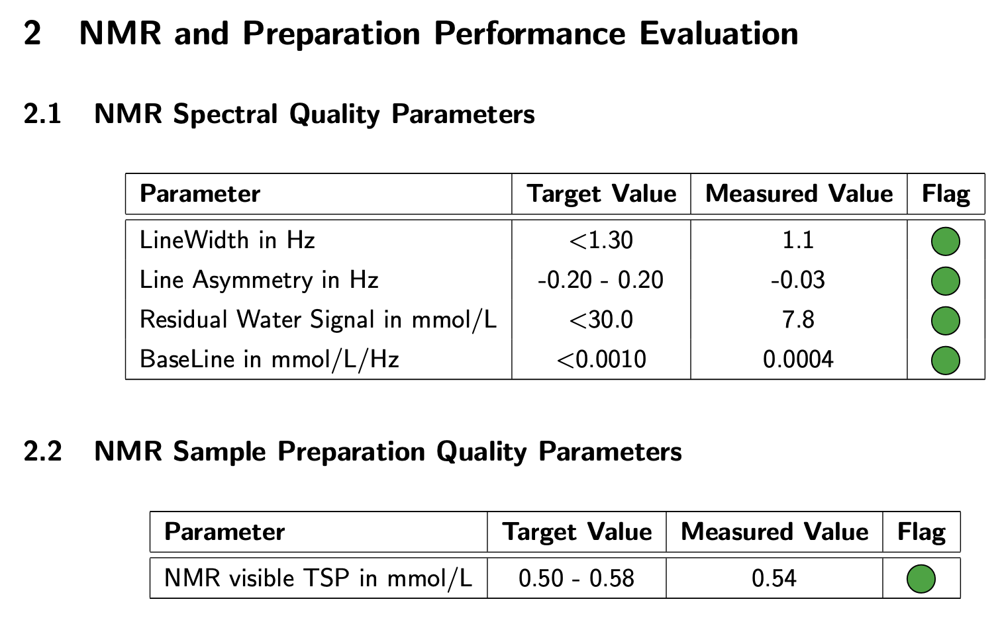 2 NMR and Preparation Performance Evaluation
2.1 NMR Spectral Quality Parameters
Parameter Target Value Measured Value Flag
LineWidth in Hz <1.30 1.1
Line Asymmetry in Hz -0.20 - 0.20 -0.03
Residual Water Signal in mmol/L <30.0 7.8
BaseLine in mmol/L/Hz <0.0010 0.0004
2.2 NMR Sample Preparation Quality Parameters
Parameter Target Value Measured Value Flag
NMR visible TSP in mmol/L 0.50 - 0.58 0.54